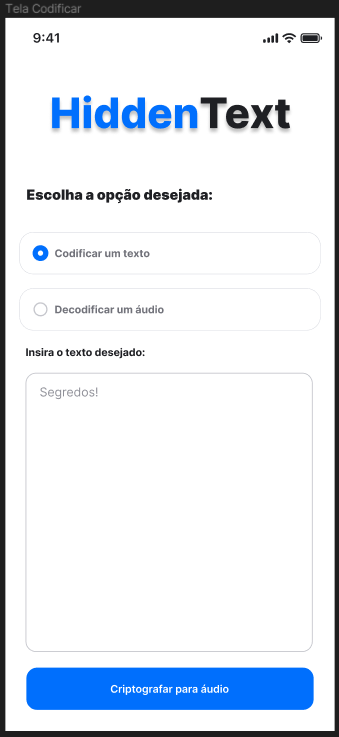 Tela Codificar
9:41
HiddenText
Escolha a opção desejada:
Codificar um texto
Decodificar um áudio
Insira o texto desejado:
Segredos!
Criptografar para áudio